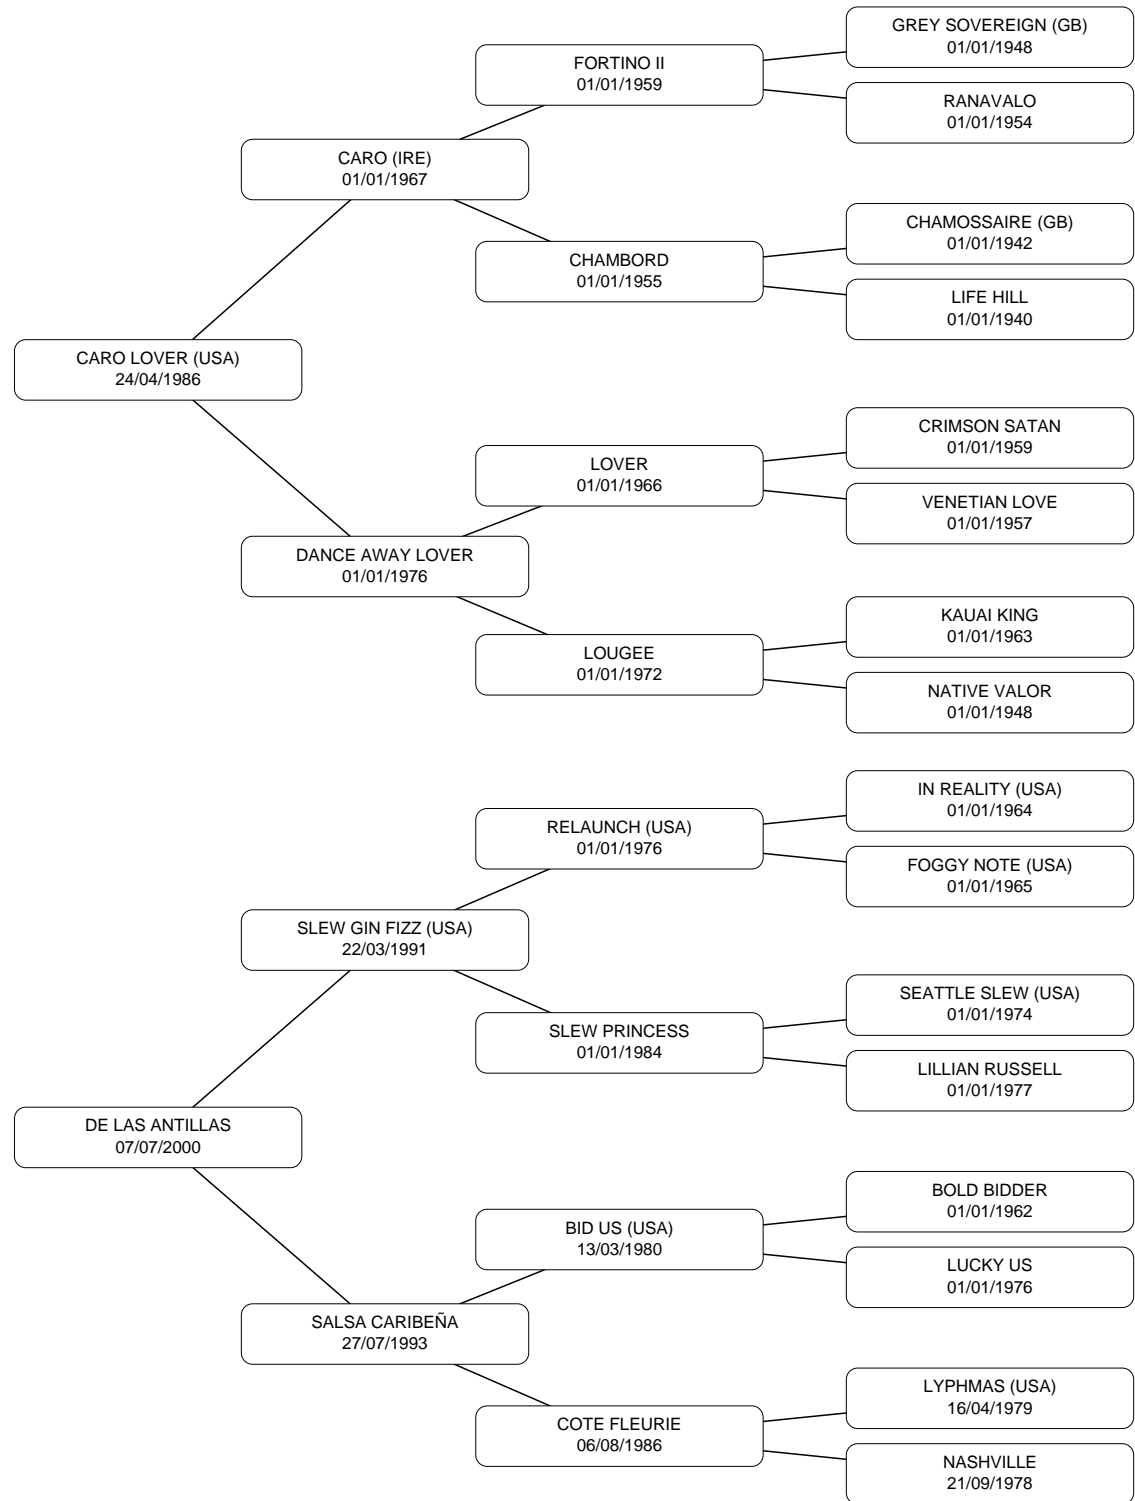 GREY SOVEREIGN (GB)
01/01/1948
FORTINO II
01/01/1959
RANAVALO
01/01/1954
CARO (IRE)
01/01/1967
CHAMOSSAIRE (GB)
01/01/1942
CHAMBORD
01/01/1955
LIFE HILL
01/01/1940
CARO LOVER (USA)
24/04/1986
CRIMSON SATAN
01/01/1959
LOVER
01/01/1966
VENETIAN LOVE
01/01/1957
DANCE AWAY LOVER
01/01/1976
KAUAI KING
01/01/1963
LOUGEE
01/01/1972
NATIVE VALOR
01/01/1948
IN REALITY (USA)
01/01/1964
RELAUNCH (USA)
01/01/1976
FOGGY NOTE (USA)
01/01/1965
SLEW GIN FIZZ (USA)
22/03/1991
SEATTLE SLEW (USA)
01/01/1974
SLEW PRINCESS
01/01/1984
LILLIAN RUSSELL
01/01/1977
DE LAS ANTILLAS
07/07/2000
BOLD BIDDER
01/01/1962
BID US (USA)
13/03/1980
LUCKY US
01/01/1976
SALSA CARIBEÑA
27/07/1993
LYPHMAS (USA)
16/04/1979
COTE FLEURIE
06/08/1986
NASHVILLE
21/09/1978